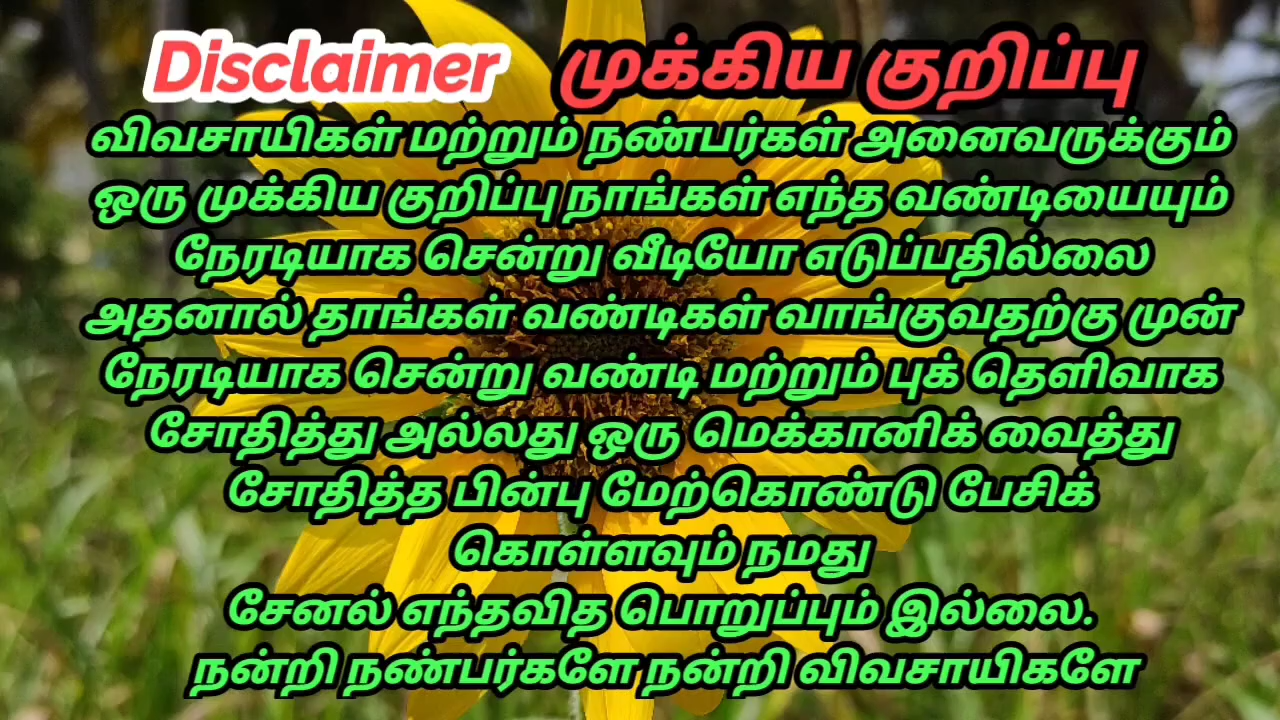 Disclaimer முக்கிய குறிப்பு
விவசாயிகள் மற்றும் நண்பர்கள் அனைவருக்கும்
ஒரு முக்கிய குறிப்பு நாங்கள் எந்த வண்டியையும்
நேரடியாக சென்று வீடியோ எடுப்பதில்லை
அதனால் தாங்கள் வண்டிகள் வாங்குவதற்கு முன்
நேரடியாக சென்று வண்டி மற்றும் புக் தெளிவாக
சோதித்து அல்லது ஒரு மெக்கானிக் வைத்து
சோதித்த பின்பு மேற்கொண்டு பேசிக்
கொள்ளவும் நமது
சேனல் எந்தவித பொறுப்பும் இல்லை.
நன்றி நண்பர்களே நன்றி விவசாயிகளே